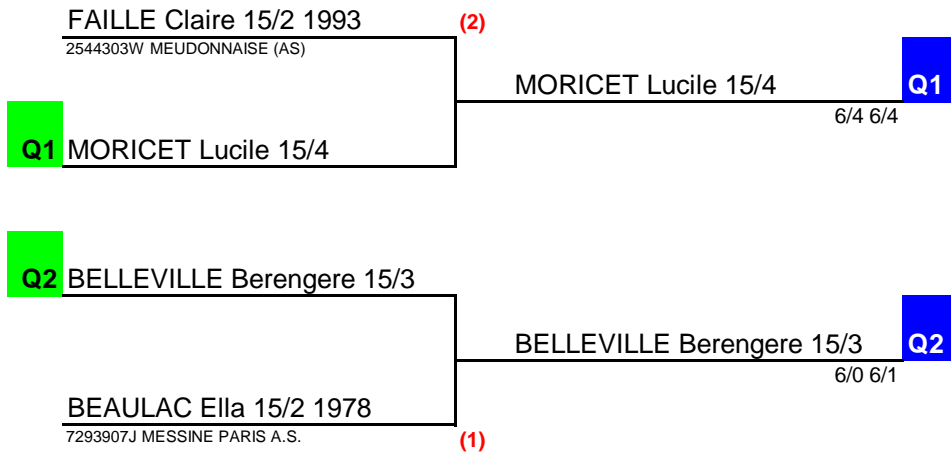 FAILLE Claire 15/2 1993
(2)
2544303W MEUDONNAISE (AS)
MORICET Lucile 15/4
Q1
6/4 6/4
Q1 MORICET Lucile 15/4
Q2 BELLEVILLE Berengere 15/3
BELLEVILLE Berengere 15/3
Q2
6/0 6/1
BEAULAC Ella 15/2 1978
7293907J MESSINE PARIS A.S.
(1)